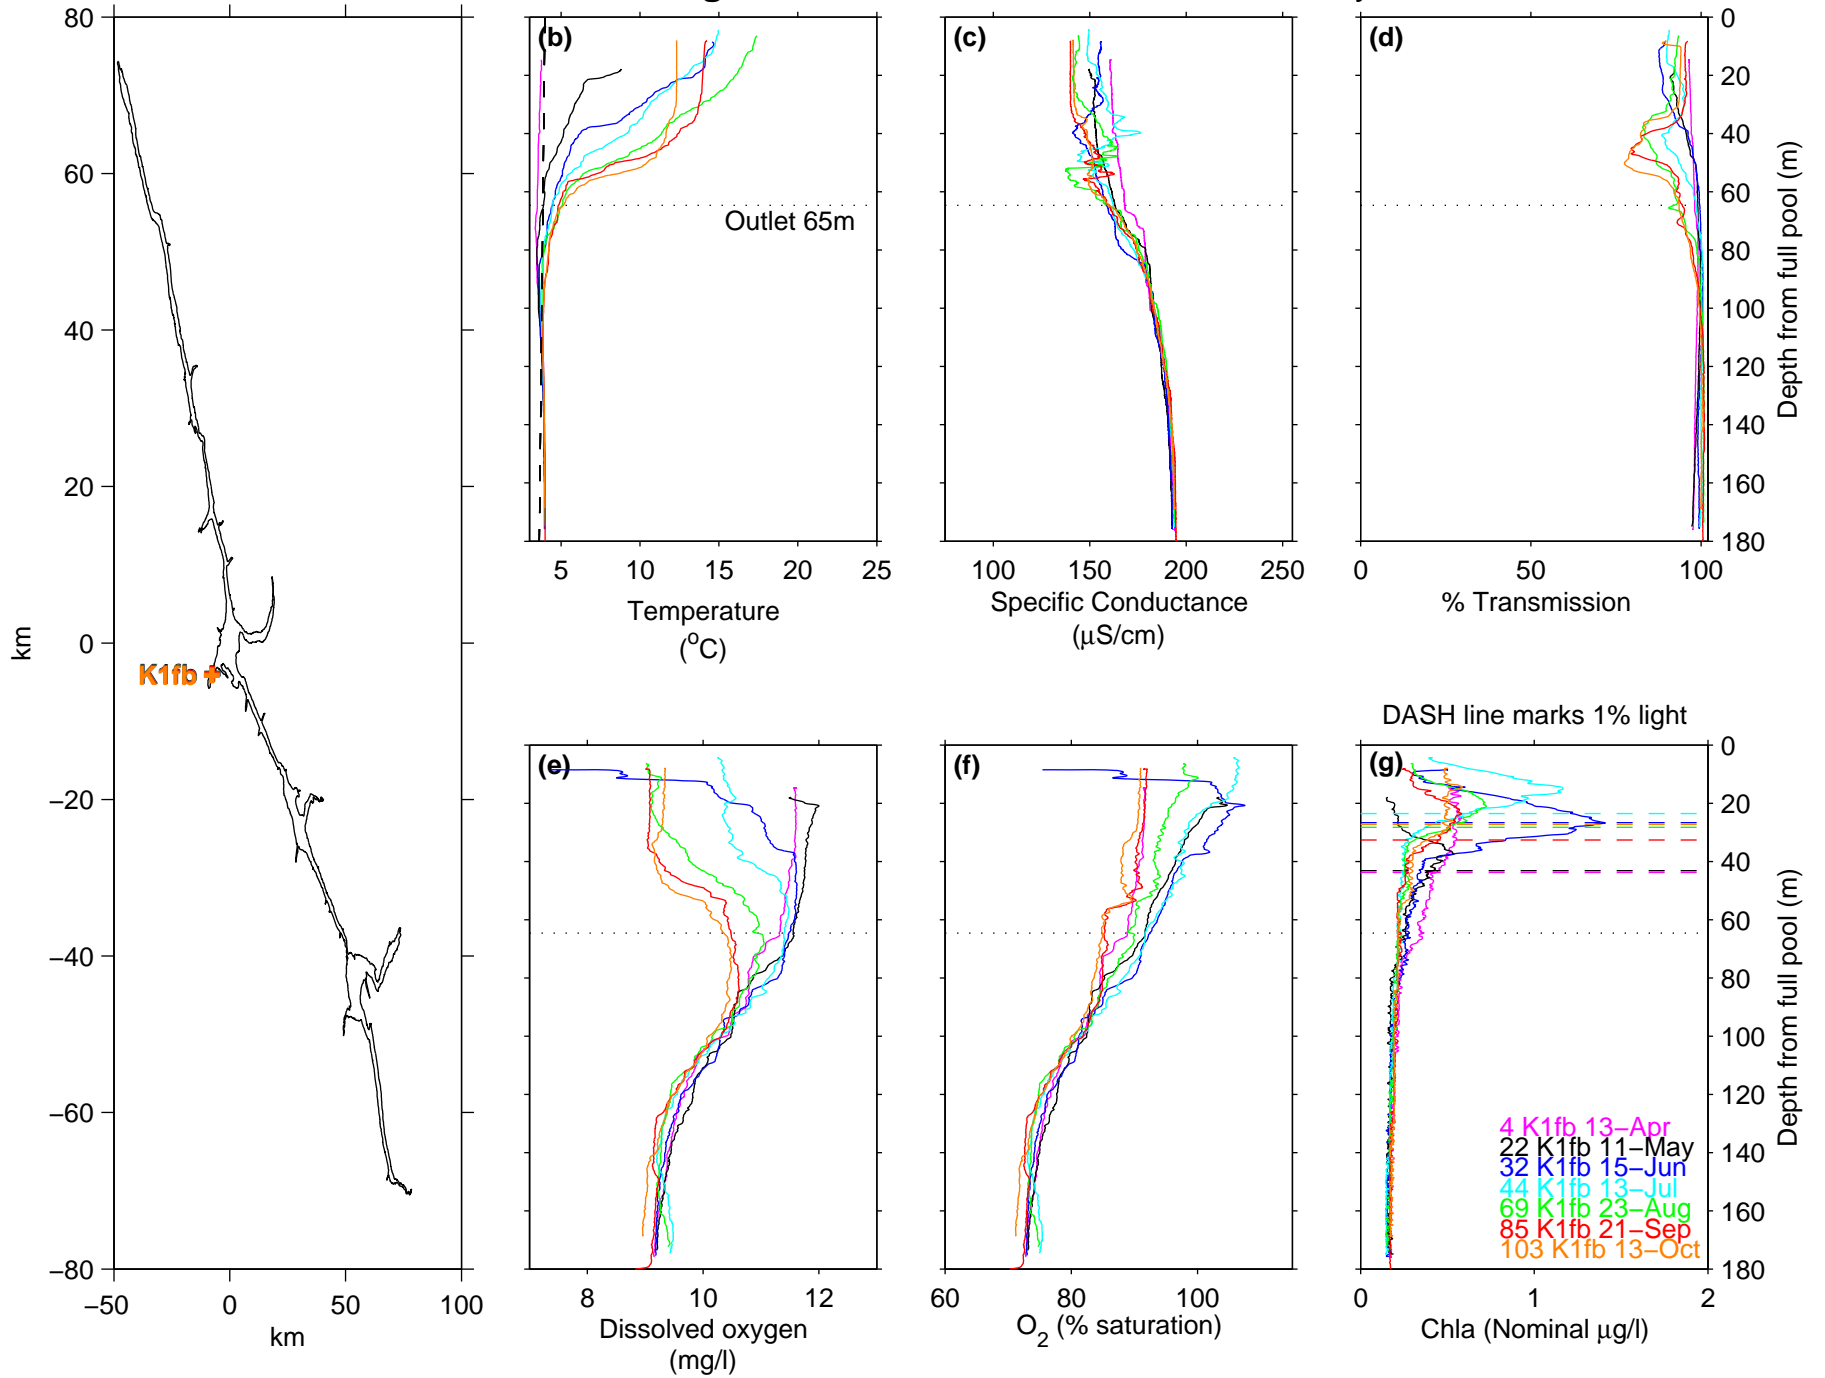 80
60
40
20
0
−20
−40
−60
−80
km
−50 0 50 100
km
K1fb
(b)
Outlet 65m
5 10 15 20 25
Temperature
(°C)
(c)
100 150 200 250
Specific Conductance
(μS/cm)
(d)
0 50 100
% Transmission
0
20
40
60
80
100
120
140
160
180
Depth from full pool (m)
(e)
8 10 12
Dissolved oxygen
(mg/l)
(f)
60 80 100
O2 (% saturation)
DASH line marks 1% light
(g)
4 K1fb 13−Apr
22 K1fb 11−May
32 K1fb 15−Jun
44 K1fb 13−Jul
69 K1fb 23−Aug
85 K1fb 21−Sep
103 K1fb 13−Oct
0 1 2
Chla (Nominal μg/l)
0
20
40
60
80
100
120
140
160
180
Depth from full pool (m)